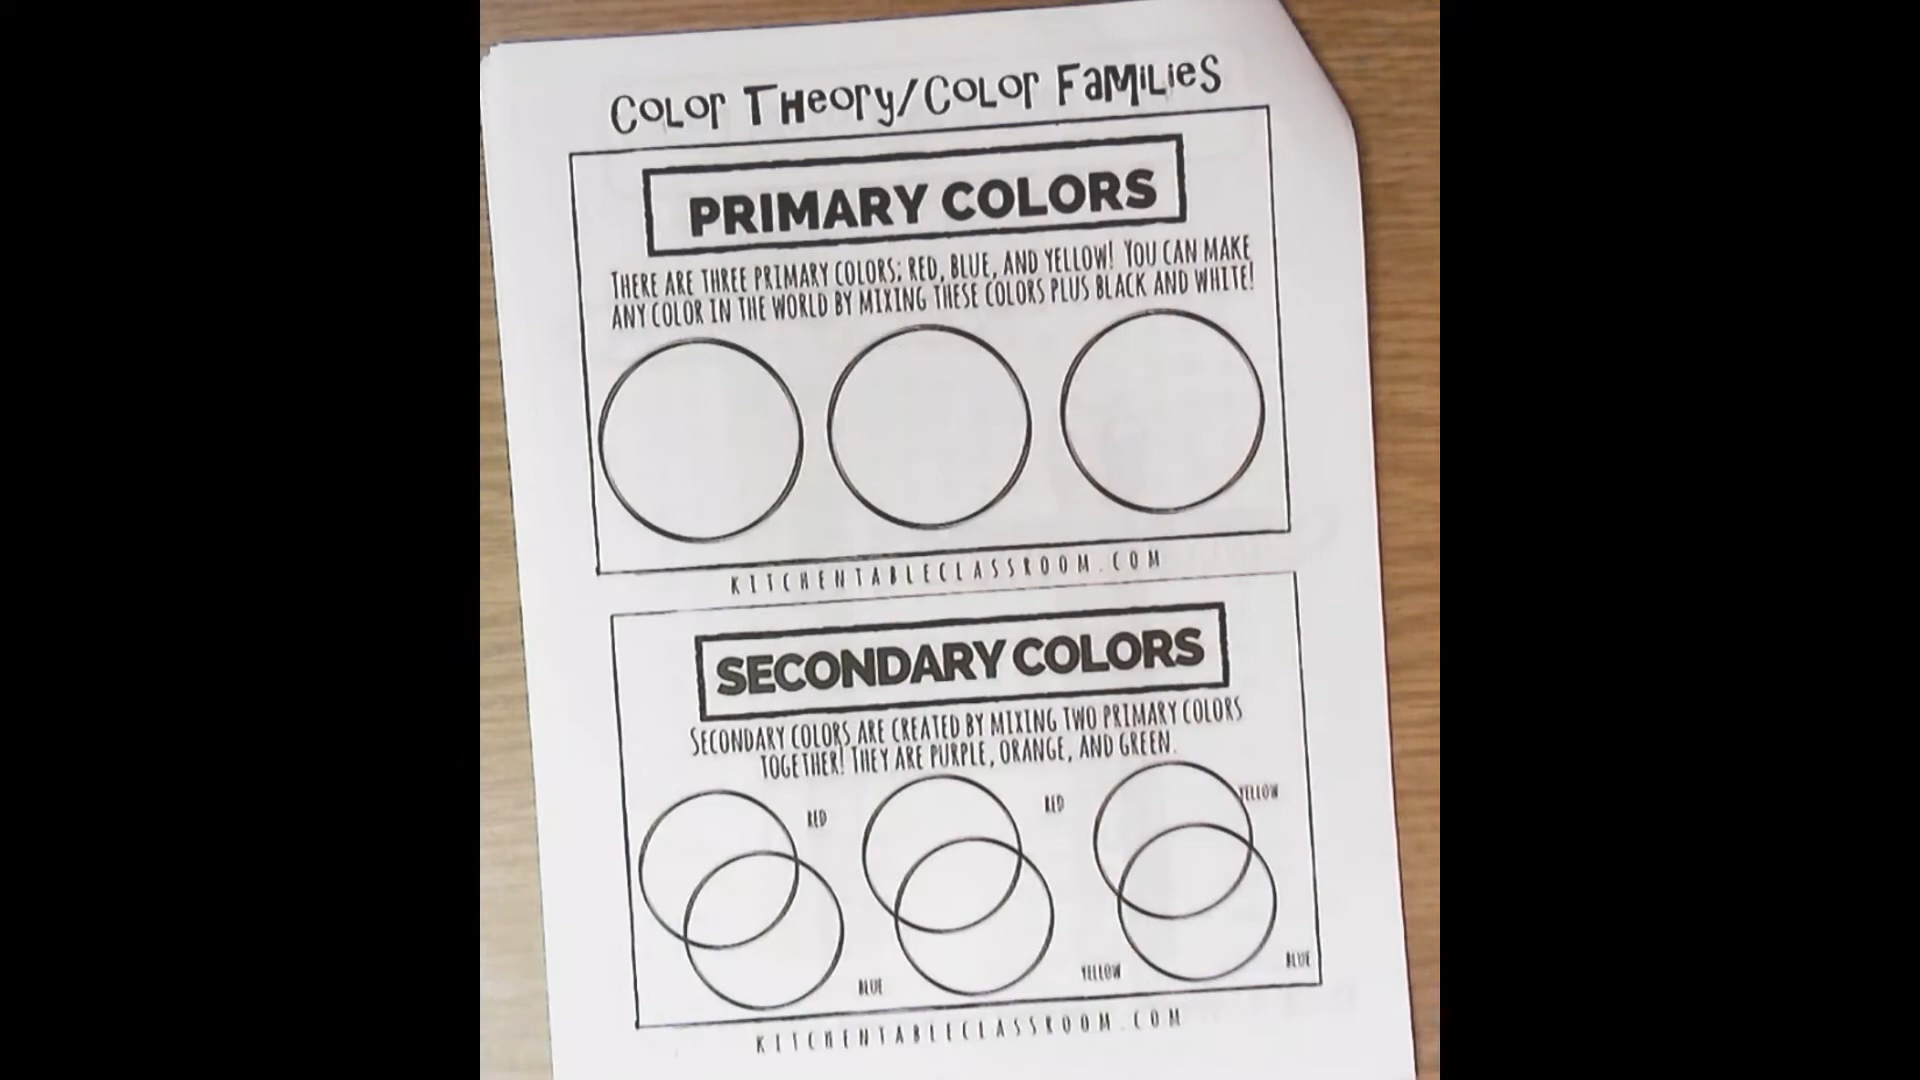 Color Theory/Color Families
PRIMARY COLORS
THERE ARE THREE PRIMARY COLORS: RED, BLUE, AND YELLOW! YOU CAN MAKE
ANY COLOR IN THE WORLD BY MIXING THESE COLORS PLUS BLACK AND WHITE!
KITCHENTABLECLASSROOM.COM
SECONDARY COLORS
SECONDARY COLORS ARE CREATED BY MIXING TWO PRIMARY COLORS
TOGETHER! THEY ARE PURPLE, ORANGE, AND GREEN.
RED
RED
YELLOW
BLUE
YELLOW
BLUE
KITCHENTABLECLASSROOM.COM